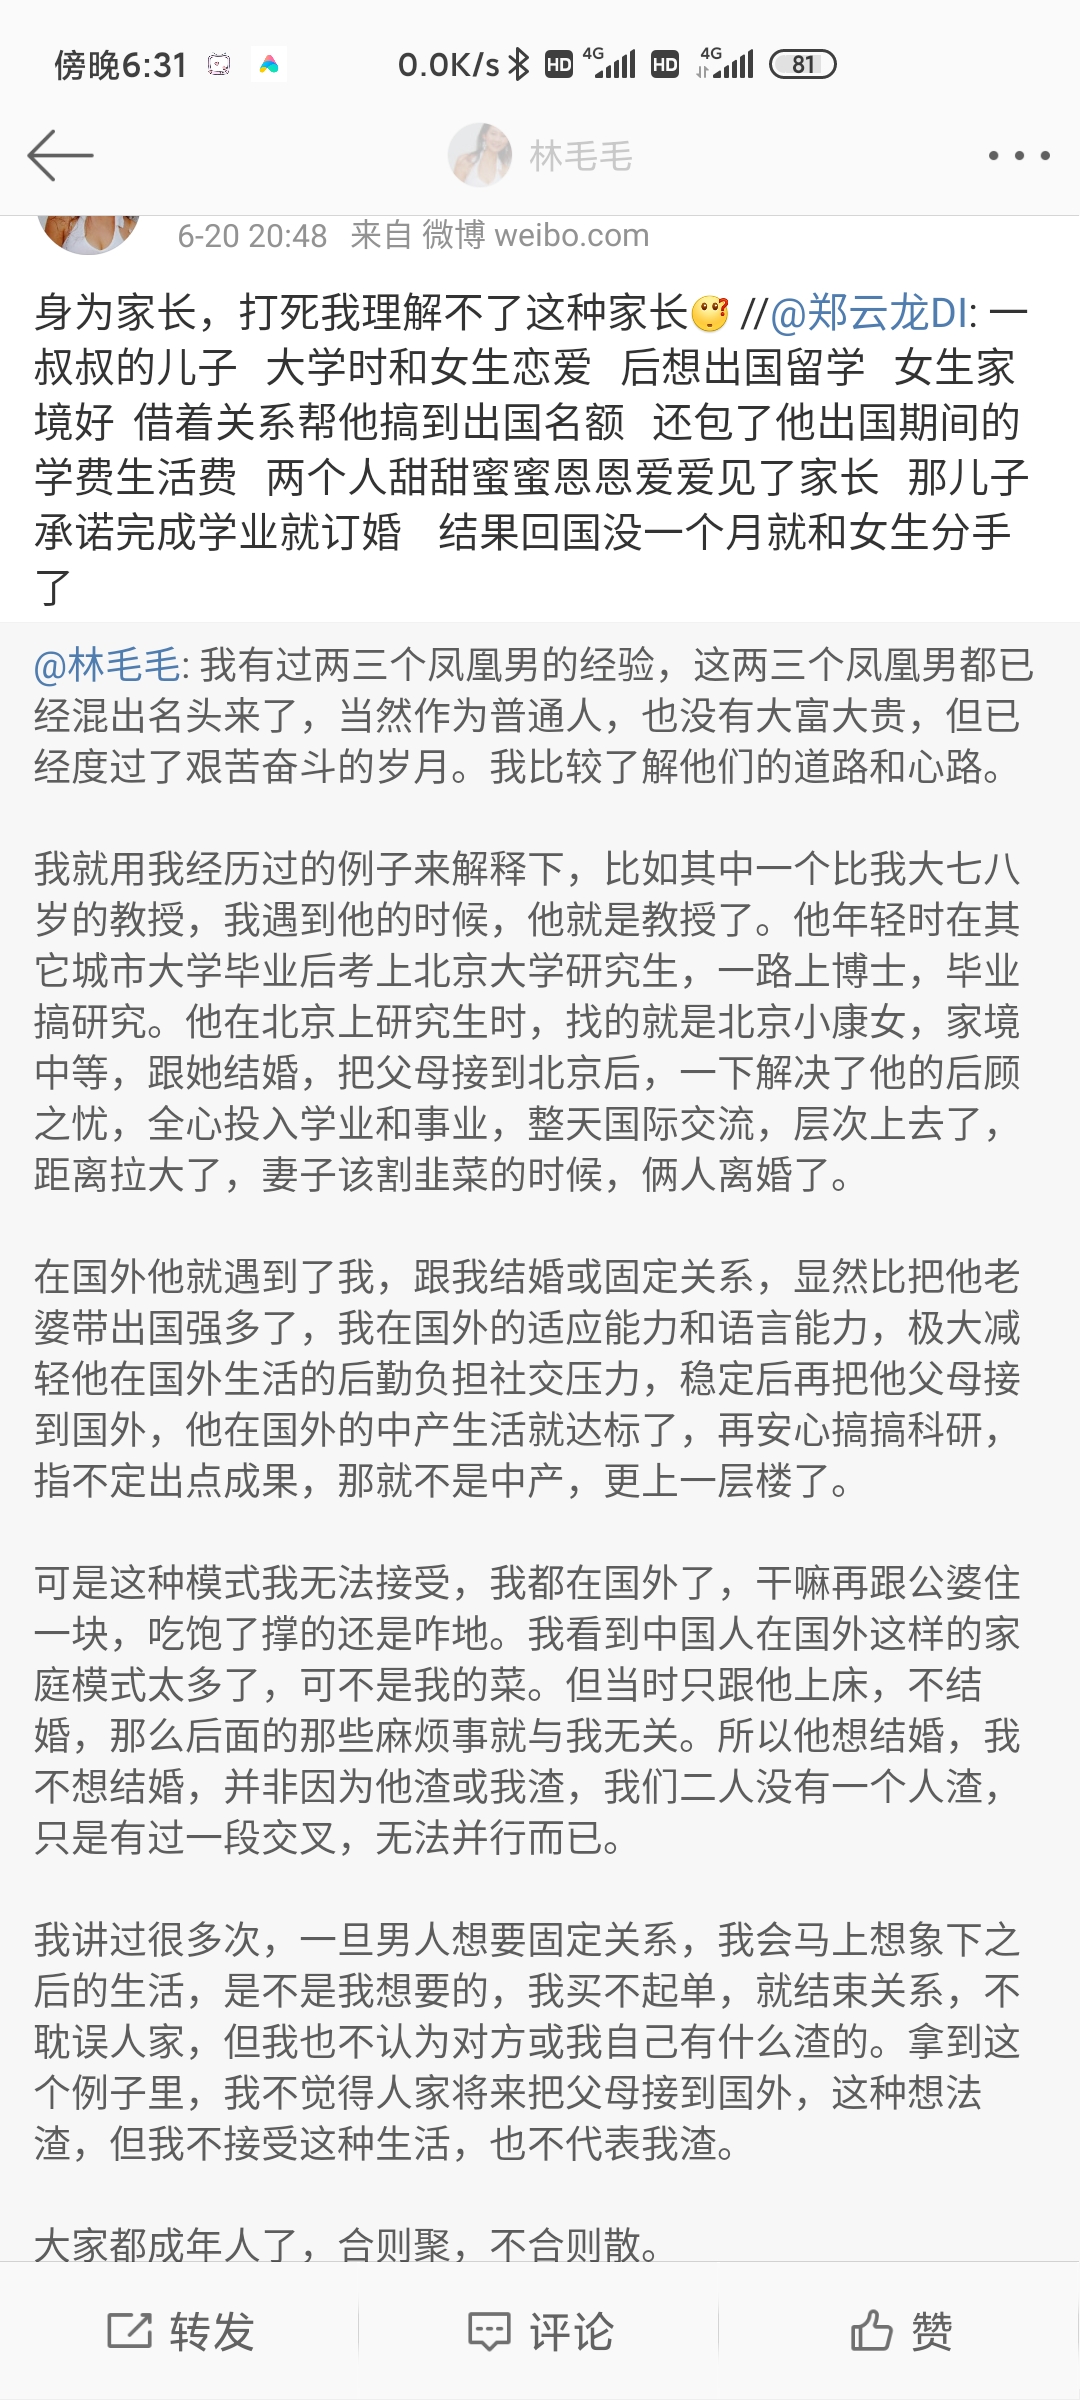 傍晚6:31 0.0K/s HD 4G HD 4G 81
林毛毛
6-20 20:48 来自 微博 weibo.com
身为家长，打死我理解不了这种家长 //@郑云龙DI: 一
叔叔的儿子 大学时和女生恋爱 后想出国留学 女生家
境好 借着关系帮他搞到出国名额 还包了他出国期间的
学费生活费 两个人甜甜蜜蜜恩恩爱爱见了家长 那儿子
承诺完成学业就订婚 结果回国没一个月就和女生分手
了
@林毛毛: 我有过两三个凤凰男的经验，这两三个凤凰男都已
经混出名头来了，当然作为普通人，也没有大富大贵，但已
经度过了艰苦奋斗的岁月。我比较了解他们的道路和心路。
我就用我经历过的例子来解释下，比如其中一个比我大七八
岁的教授，我遇到他的时候，他就是教授了。他年轻时在其
它城市大学毕业后考上北京大学研究生，一路上博士，毕业
搞研究。他在北京上研究生时，找的就是北京小康女，家境
中等，跟她结婚，把父母接到北京后，一下解决了他的后顾
之忧，全心投入学业和事业，整天国际交流，层次上去了，
距离拉大了，妻子该割韭菜的时候，俩人离婚了。
在国外他就遇到了我，跟我结婚或固定关系，显然比把他老
婆带出国强多了，我在国外的适应能力和语言能力，极大减
轻他在国外生活的后勤负担社交压力，稳定后再把他父母接
到国外，他在国外的中产生活就达标了，再安心搞搞科研，
指不定出点成果，那就不是中产，更上一层楼了。
可是这种模式我无法接受，我都在国外了，干嘛再跟公婆住
一块，吃饱了撑的还是咋地。我看到中国人在国外这样的家
庭模式太多了，可不是我的菜。但当时只跟他上床，不结
婚，那么后面的那些麻烦事就与我无关。所以他想结婚，我
不想结婚，并非因为他渣或我渣，我们二人没有一个人渣，
只是有过一段交叉，无法并行而已。
我讲过很多次，一旦男人想要固定关系，我会马上想象下之
后的生活，是不是我想要的，我买不起单，就结束关系，不
耽误人家，但我也不认为对方或我自己有什么渣的。拿到这
个例子里，我不觉得人家将来把父母接到国外，这种想法
渣，但我不接受这种生活，也不代表我渣。
大家都成年人了，合则聚，不合则散。
转发 评论 赞